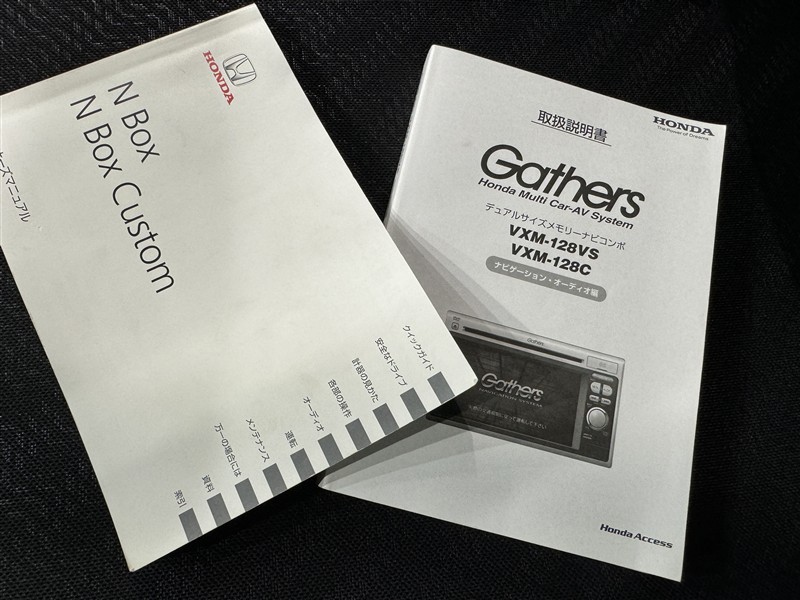 HONDA
N Box
N Box Custom
ナーズマニュアル
クイックガイド
安全なドライブ
計器の見かた
各部の操作
オーディオ
運転
メンテナンス
万一の場合には
資料
索引
取扱説明書
HONDA
The Power of Dreams
Gathers
Honda Multi Car-AV System
デュアルサイズメモリーナビコンポ
VXM-128VS
VXM-128C
ナビゲーション・オーディオ編
Gathers
Gathers
Honda Access